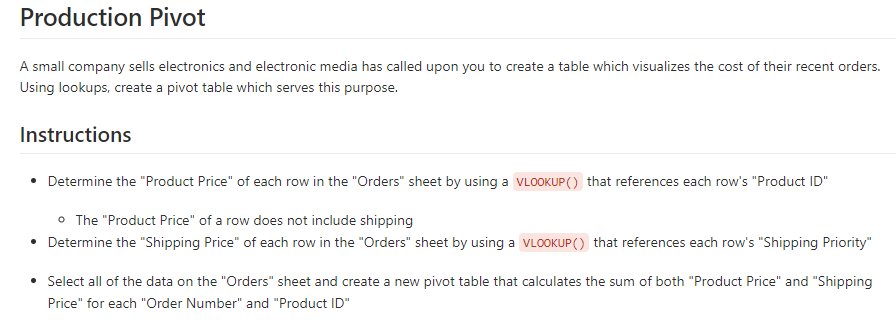 Production Pivot
A small company sells electronics and electronic media has called upon you to create a table which visualizes the cost of their recent orders.
Using lookups, create a pivot table which serves this purpose.
Instructions
• Determine the "Product Price" of each row in the "Orders" sheet by using a VLOOKUP() that references each row's "Product ID"
◦ The "Product Price" of a row does not include shipping
• Determine the "Shipping Price" of each row in the "Orders" sheet by using a VLOOKUP() that references each row's "Shipping Priority"
• Select all of the data on the "Orders" sheet and create a new pivot table that calculates the sum of both "Product Price" and "Shipping
Price" for each "Order Number" and "Product ID"